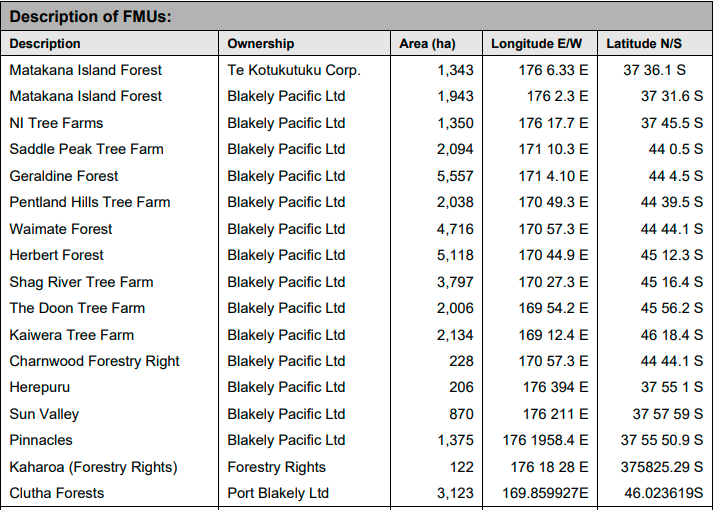 Description of FMUs:
Description Ownership Area (ha) Longitude E/W Latitude N/S
Matakana Island Forest Te Kotukutuku Corp. 1,343 176 6.33 E 37 36.1 S
Matakana Island Forest Blakely Pacific Ltd 1,943 176 2.3 E 37 31.6 S
NI Tree Farms Blakely Pacific Ltd 1,350 176 17.7 E 37 45.5 S
Saddle Peak Tree Farm Blakely Pacific Ltd 2,094 171 10.3 E 44 0.5 S
Geraldine Forest Blakely Pacific Ltd 5,557 171 4.10 E 44 4.5 S
Pentland Hills Tree Farm Blakely Pacific Ltd 2,038 170 49.3 E 44 39.5 S
Waimate Forest Blakely Pacific Ltd 4,716 170 57.3 E 44 44.1 S
Herbert Forest Blakely Pacific Ltd 5,118 170 44.9 E 45 12.3 S
Shag River Tree Farm Blakely Pacific Ltd 3,797 170 27.3 E 45 16.4 S
The Doon Tree Farm Blakely Pacific Ltd 2,006 169 54.2 E 45 56.2 S
Kaiwera Tree Farm Blakely Pacific Ltd 2,134 169 12.4 E 46 18.4 S
Charnwood Forestry Right Blakely Pacific Ltd 228 170 57.3 E 44 44.1 S
Herepuru Blakely Pacific Ltd 206 176 394 E 37 55 1 S
Sun Valley Blakely Pacific Ltd 870 176 211 E 37 57 59 S
Pinnacles Blakely Pacific Ltd 1,375 176 1958.4 E 37 55 50.9 S
Kaharoa (Forestry Rights) Forestry Rights 122 176 18 28 E 375825.29 S
Clutha Forests Port Blakely Ltd 3,123 169.859927E 46.023619S